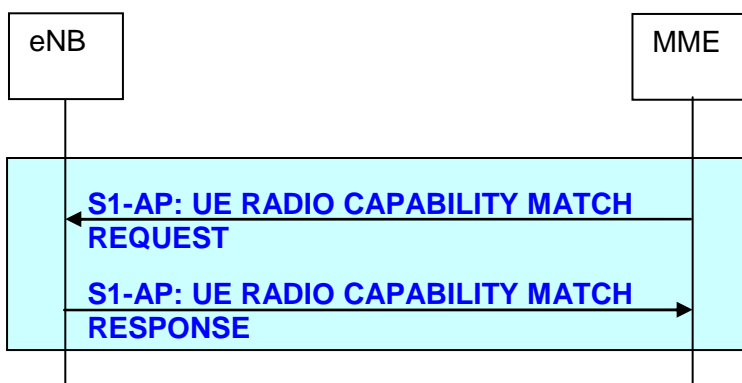 eNB
MME
S1-AP: UE RADIO CAPABILITY MATCH
REQUEST
S1-AP: UE RADIO CAPABILITY MATCH
RESPONSE